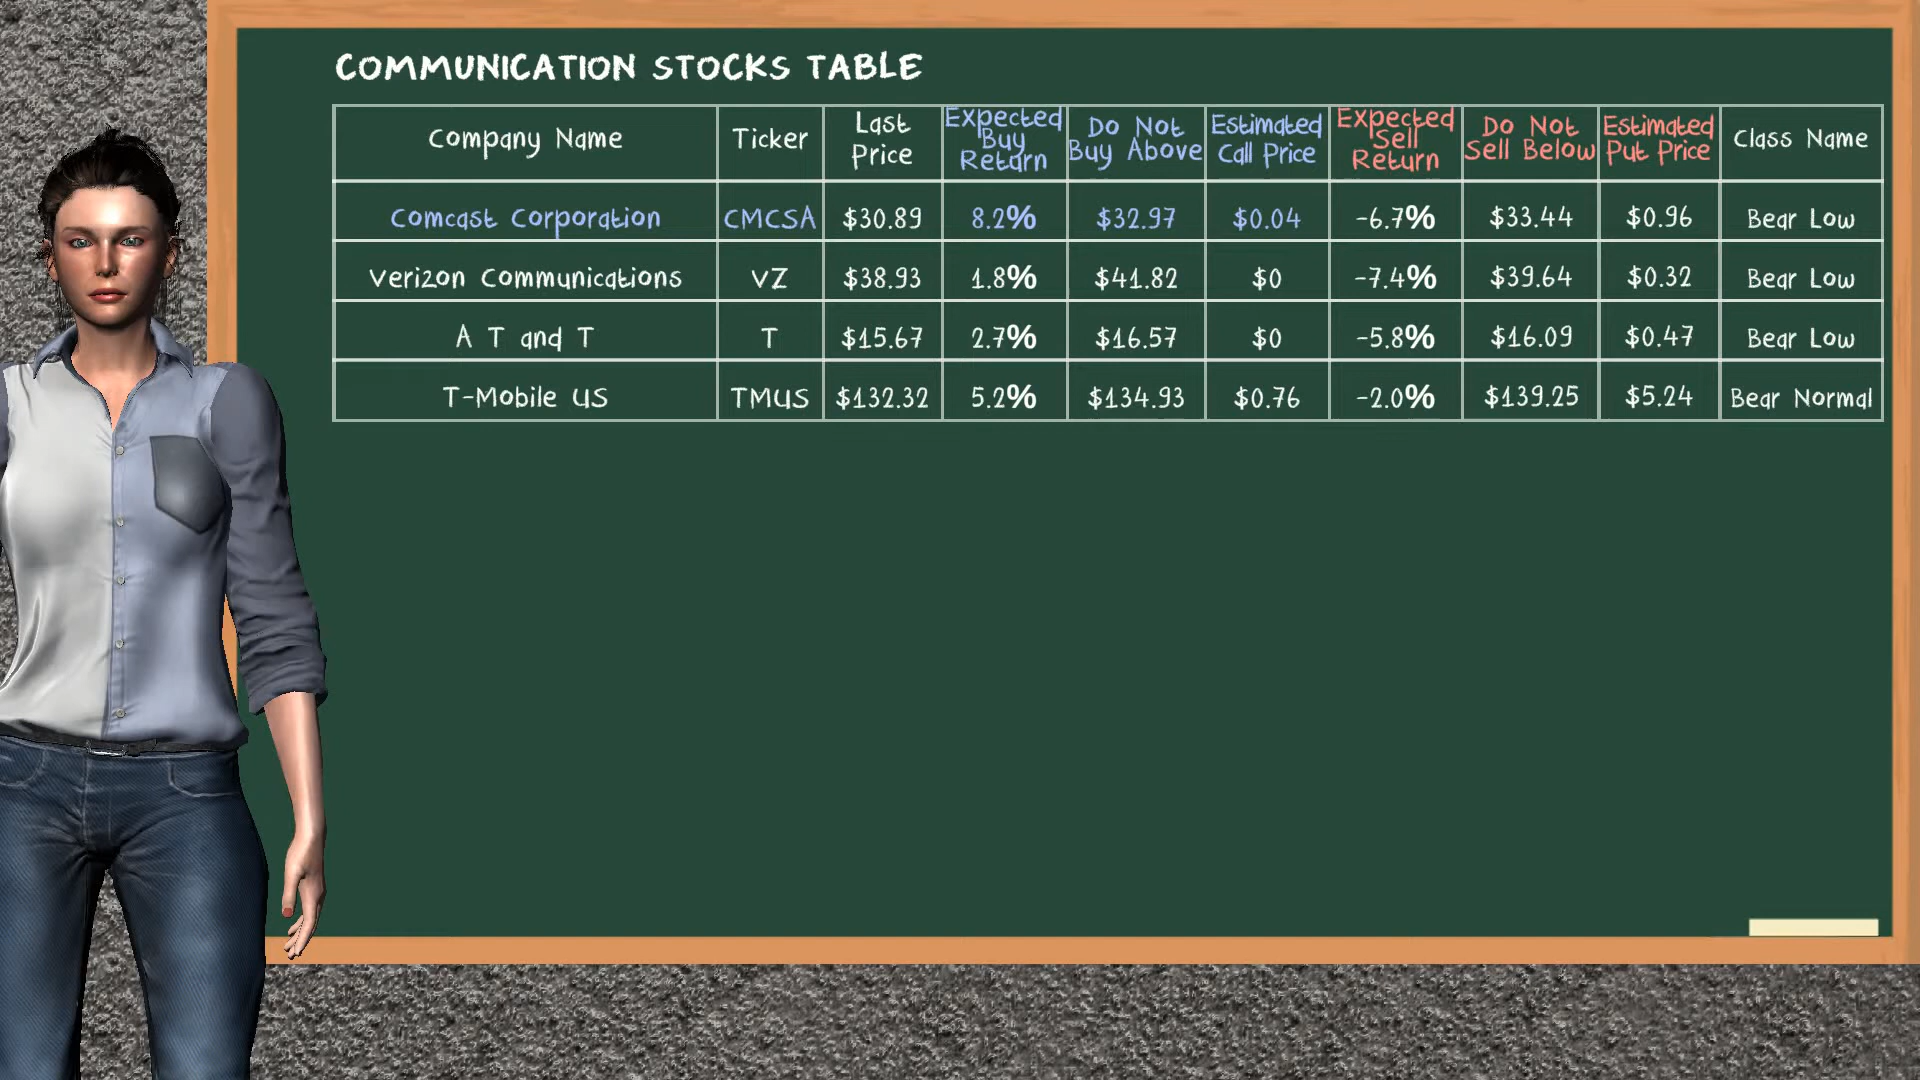 COMMUNICATION STOCKS TABLE
Company Name Ticker Last Price Expected Buy Return Do Not Buy Above Estimated Call Price Expected Sell Return Do Not Sell Below Estimated Put Price Class Name
Comcast Corporation CMCSA $30.89 8.2% $32.97 $0.04 -6.7% $33.44 $0.96 Bear Low
Verizon Communications VZ $38.93 1.8% $41.82 $0 -7.4% $39.64 $0.32 Bear Low
A T and T T $15.67 2.7% $16.57 $0 -5.8% $16.09 $0.47 Bear Low
T-Mobile US TMUS $132.32 5.2% $134.93 $0.76 -2.0% $139.25 $5.24 Bear Normal